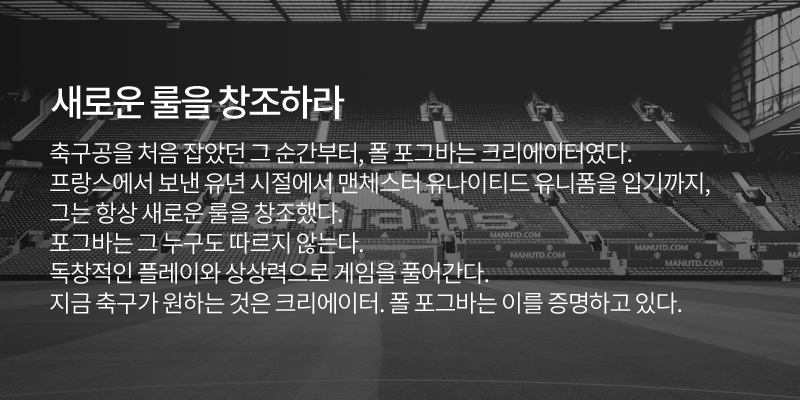 새로운 룰을 창조하라
축구공을 처음 잡았던 그 순간부터, 폴 포그바는 크리에이터였다.
프랑스에서 보낸 유년 시절에서 맨체스터 유나이티드 유니폼을 입기까지,
그는 항상 새로운 룰을 창조했다.
포그바는 그 누구도 따르지 않는다.
독창적인 플레이와 상상력으로 게임을 풀어간다.
지금 축구가 원하는 것은 크리에이터. 폴 포그바는 이를 증명하고 있다.
MANUTD.COM
MANUTD.COM
MANUTD.COM
MANUTD.COM